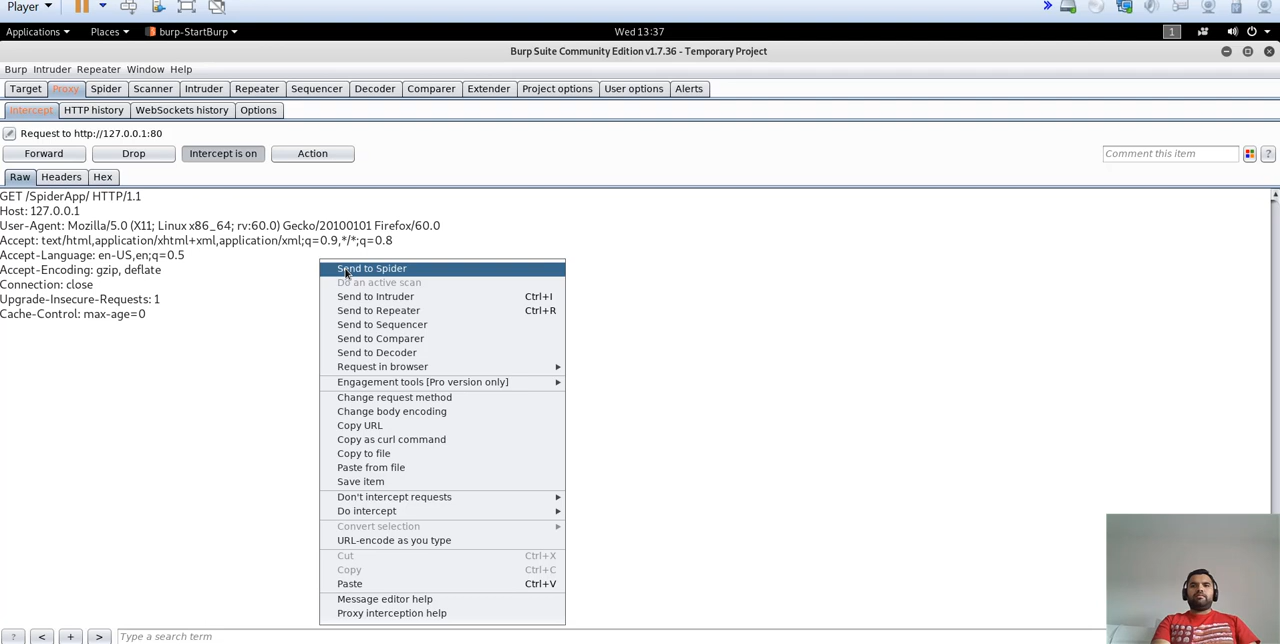 Player
Applications Places burp-StartBurp Wed 13:37 1
Burp Suite Community Edition v1.7.36 - Temporary Project
Burp Intruder Repeater Window Help
Target Proxy Spider Scanner Intruder Repeater Sequencer Decoder Comparer Extender Project options User options Alerts
Intercept HTTP history WebSockets history Options
Request to http://127.0.0.1:80
Forward Drop Intercept is on Action Comment this item ?
Raw Headers Hex
GET /SpiderApp/ HTTP/1.1
Host: 127.0.0.1
User-Agent: Mozilla/5.0 (X11; Linux x86_64; rv:60.0) Gecko/20100101 Firefox/60.0
Accept: text/html,application/xhtml+xml,application/xml;q=0.9,*/*;q=0.8
Accept-Language: en-US,en;q=0.5
Accept-Encoding: gzip, deflate
Connection: close
Upgrade-Insecure-Requests: 1
Cache-Control: max-age=0
Send to Spider
Do an active scan
Send to Intruder Ctrl+I
Send to Repeater Ctrl+R
Send to Sequencer
Send to Comparer
Send to Decoder
Request in browser
Engagement tools [Pro version only]
Change request method
Change body encoding
Copy URL
Copy as curl command
Copy to file
Paste from file
Save item
Don't intercept requests
Do intercept
Convert selection
URL-encode as you type
Cut Ctrl+X
Copy Ctrl+C
Paste Ctrl+V
Message editor help
Proxy interception help
? < + > Type a search term